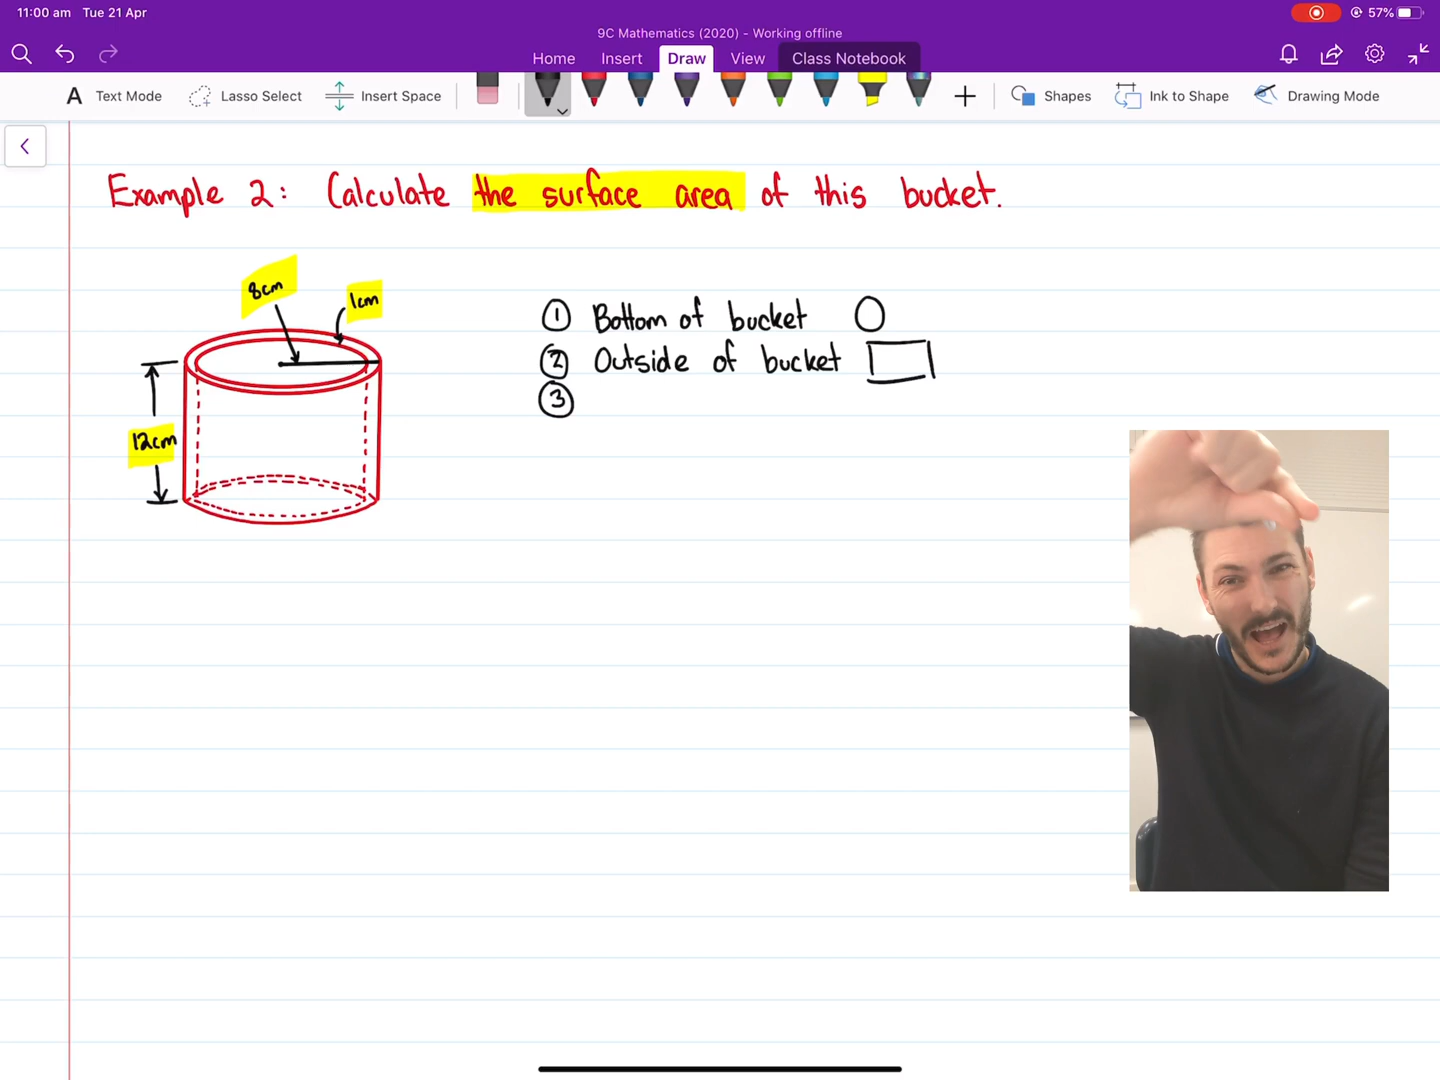 11:00 am Tue 21 Apr
57%
9C Mathematics (2020) - Working offline
Home Insert Draw View Class Notebook
A Text Mode Lasso Select Insert Space Shapes Ink to Shape Drawing Mode
Example 2: Calculate the surface area of this bucket.
8cm
1cm
12cm
① Bottom of bucket
② Outside of bucket
③